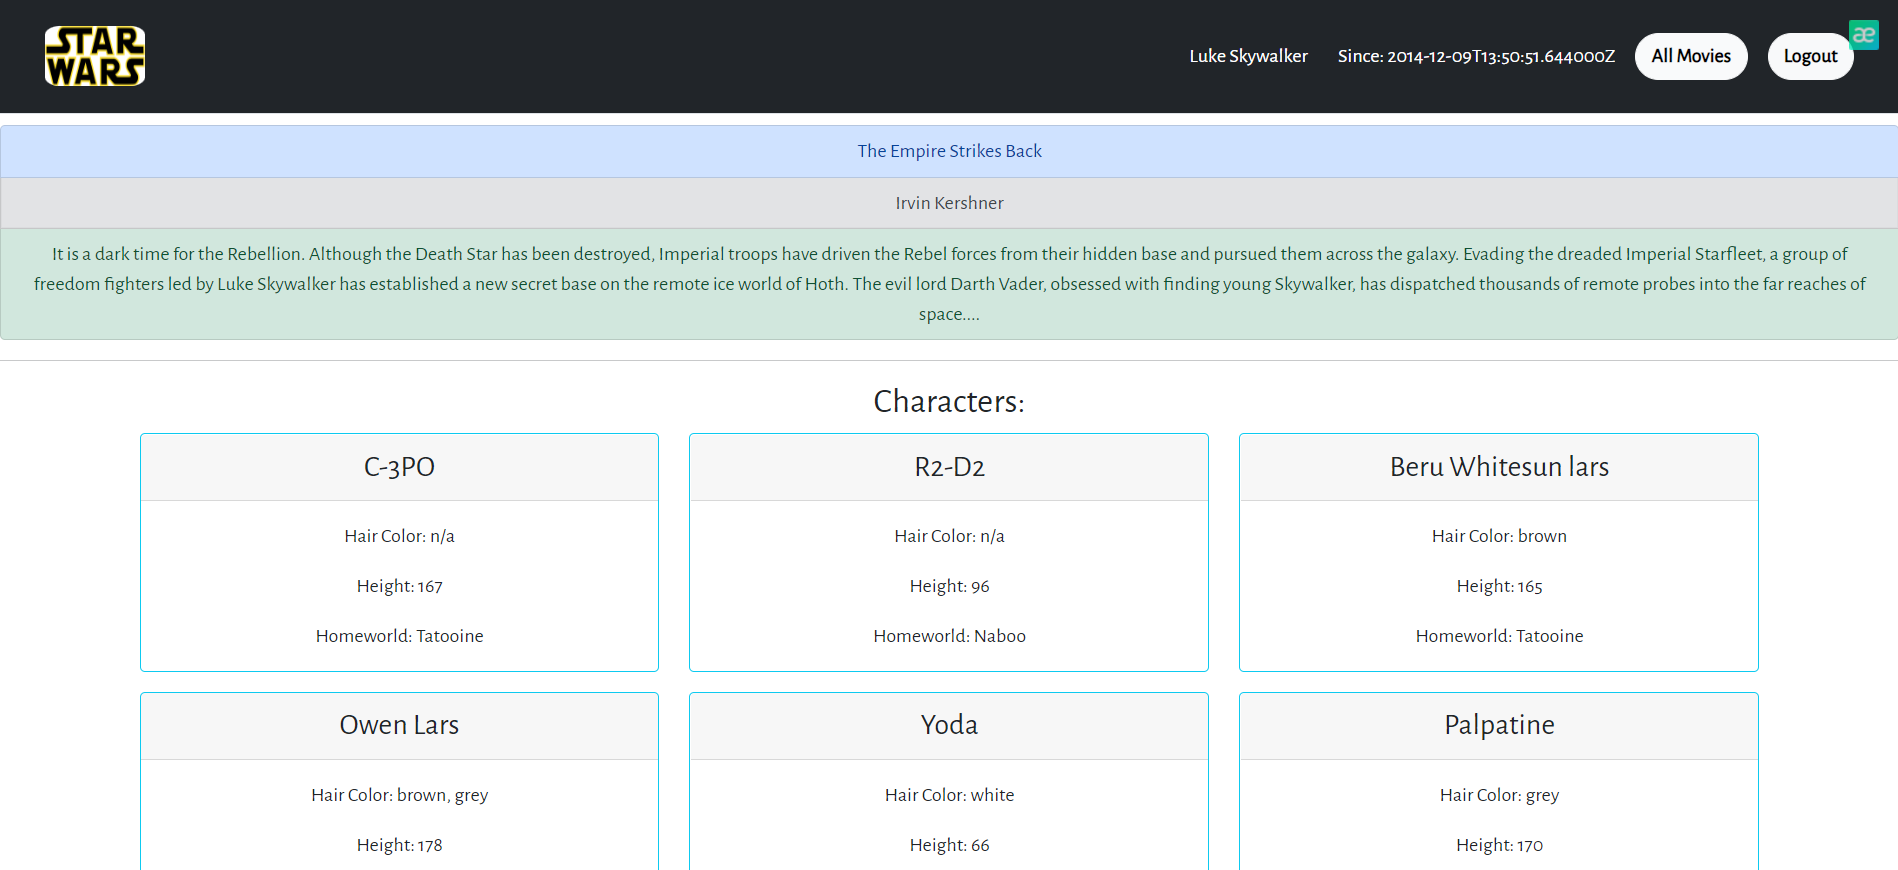 STAR
WARS
Luke Skywalker
Since: 2014-12-09T13:50:51.644000Z
All Movies
Logout
æ
The Empire Strikes Back
Irvin Kershner
It is a dark time for the Rebellion. Although the Death Star has been destroyed, Imperial troops have driven the Rebel forces from their hidden base and pursued them across the galaxy. Evading the dreaded Imperial Starfleet, a group of
freedom fighters led by Luke Skywalker has established a new secret base on the remote ice world of Hoth. The evil lord Darth Vader, obsessed with finding young Skywalker, has dispatched thousands of remote probes into the far reaches of
space....
Characters:
C-3PO
Hair Color: n/a
Height: 167
Homeworld: Tatooine
R2-D2
Hair Color: n/a
Height: 96
Homeworld: Naboo
Beru Whitesun lars
Hair Color: brown
Height: 165
Homeworld: Tatooine
Owen Lars
Hair Color: brown, grey
Height: 178
Yoda
Hair Color: white
Height: 66
Palpatine
Hair Color: grey
Height: 170